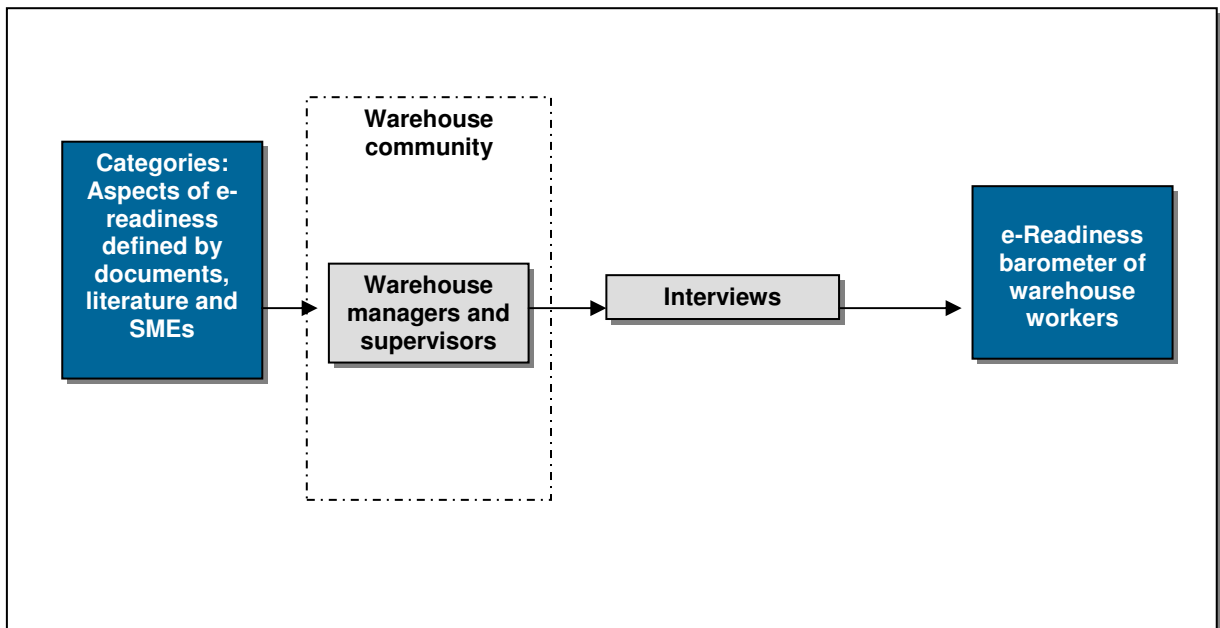 Categories:
Aspects of e-
readiness
defined by
documents,
literature and
SMEs
Warehouse
community
Warehouse
managers and
supervisors
Interviews
e-Readiness
barometer of
warehouse
workers